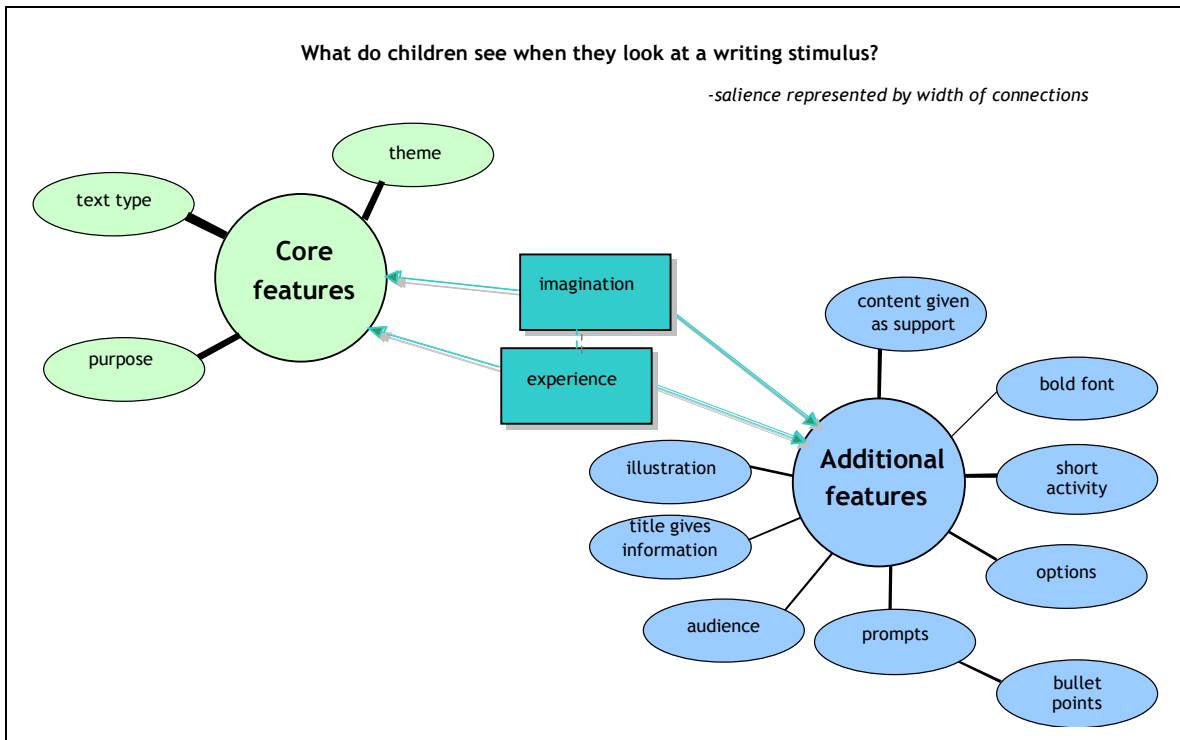 What do children see when they look at a writing stimulus?
-salience represented by width of connections
theme
text type
Core
features
purpose
imagination
experience
content given
as support
bold font
Additional
features
short
activity
illustration
title gives
information
options
audience
prompts
bullet
points